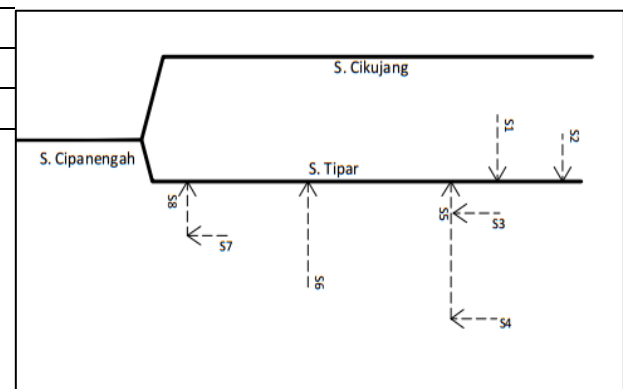 S. Cikujang
S1
S2
S. Cipanengah
S. Tipar
S8
S5
S3
S7
S6
S4